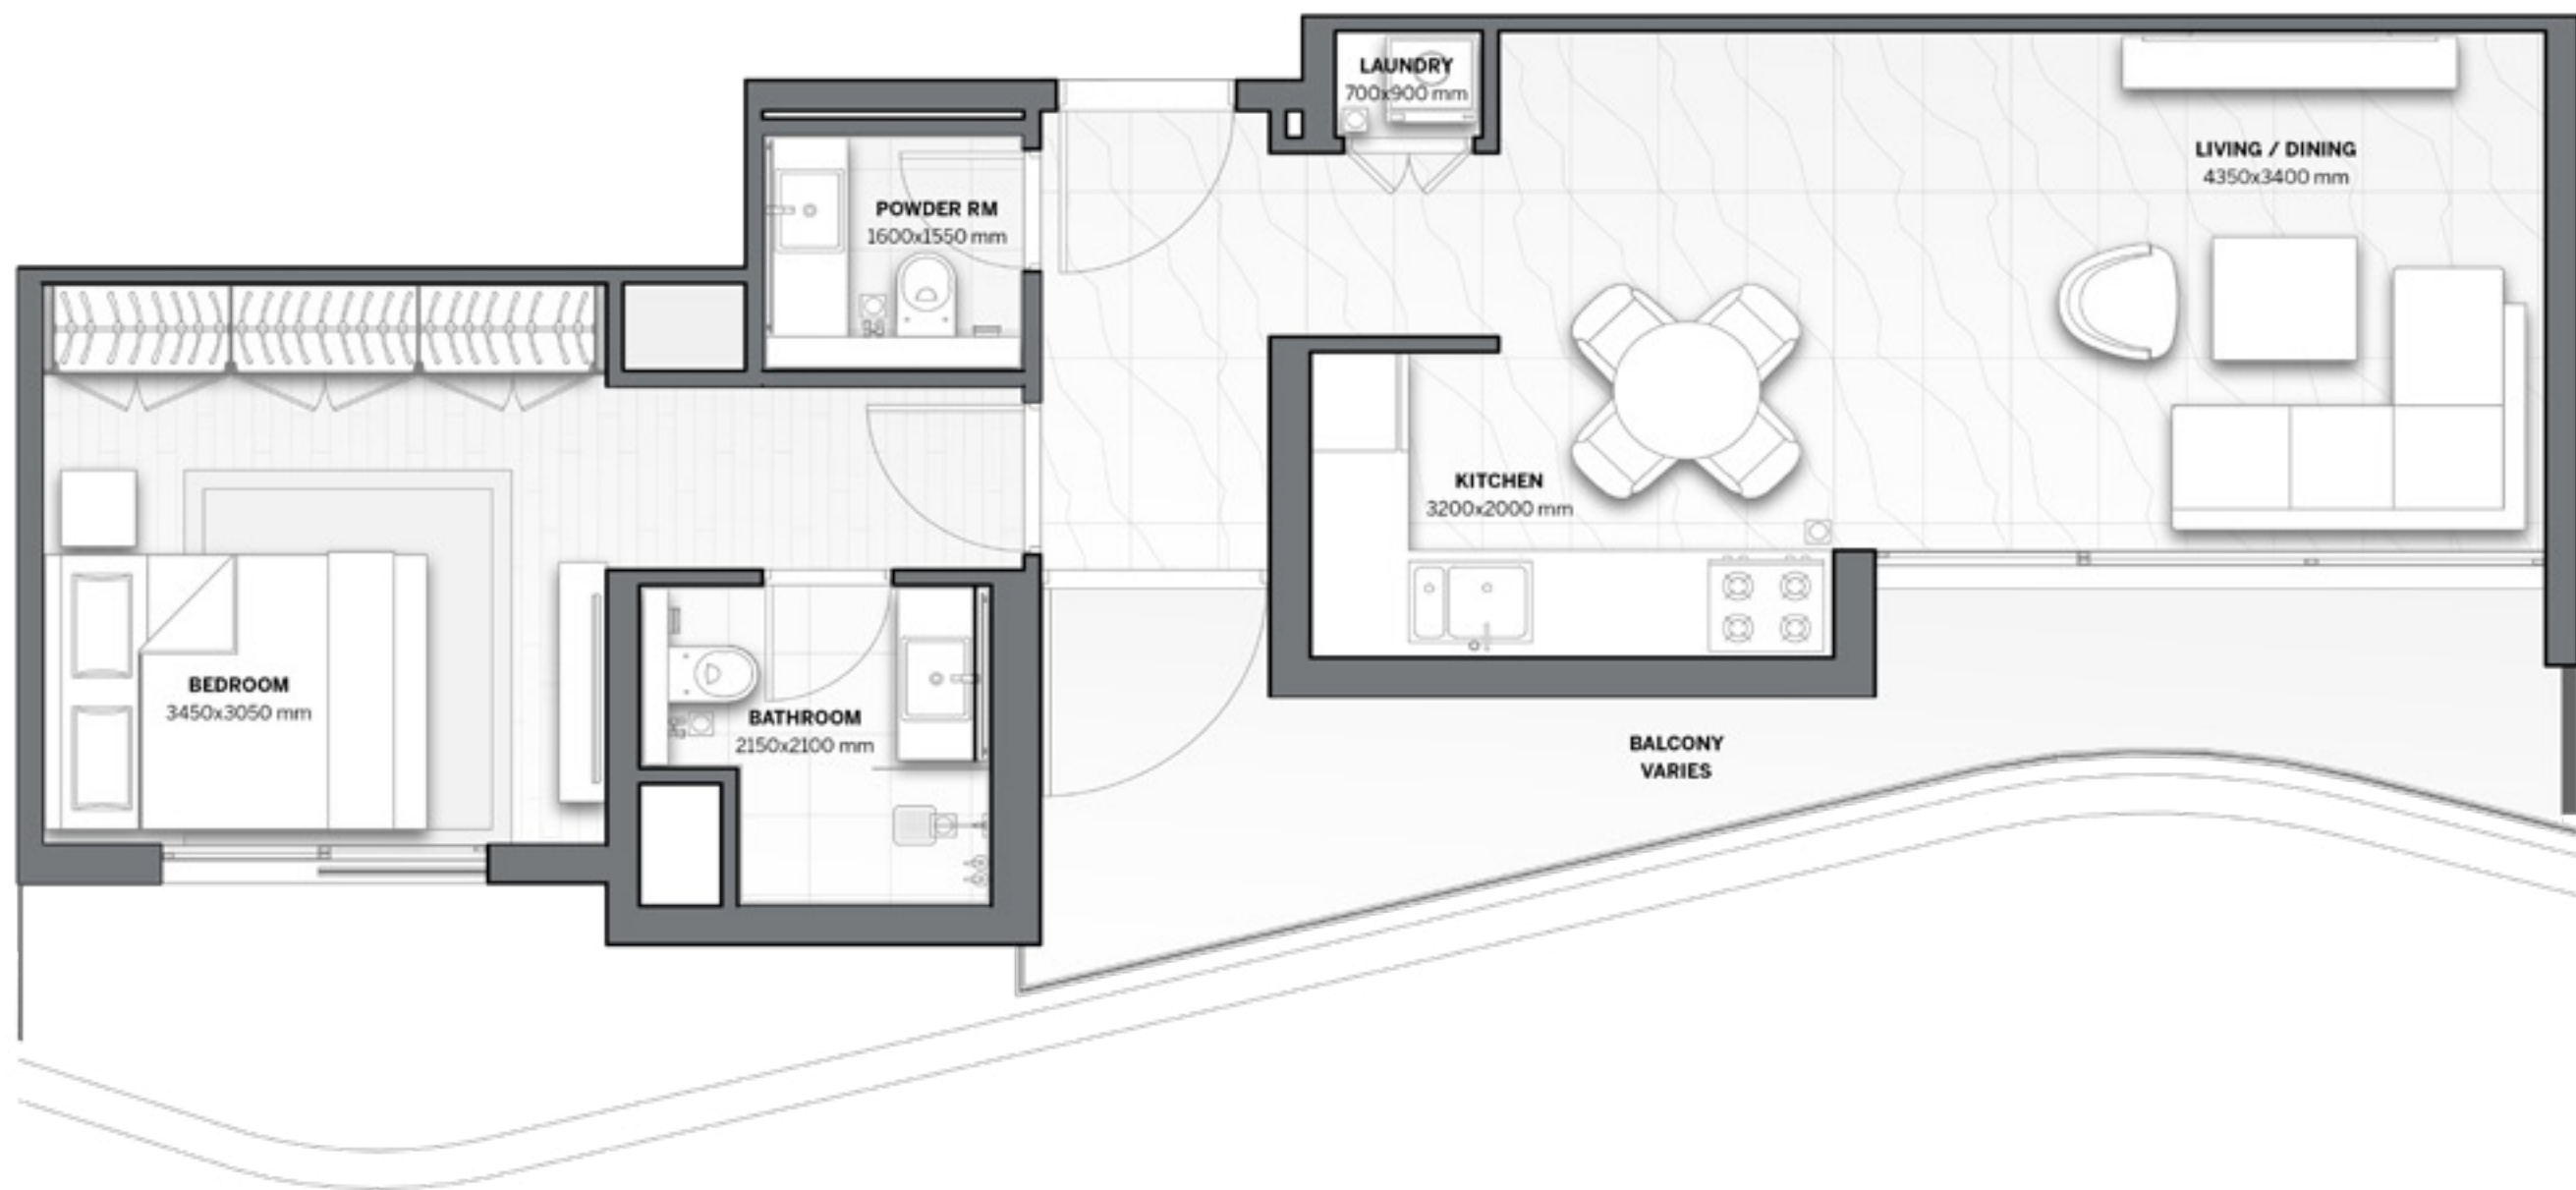 LAUNDRY
700x900 mm
LIVING / DINING
4350x3400 mm
POWDER RM
1600x1550 mm
KITCHEN
3200x2000 mm
BEDROOM
3450x3050 mm
BATHROOM
2150x2100 mm
BALCONY
VARIES